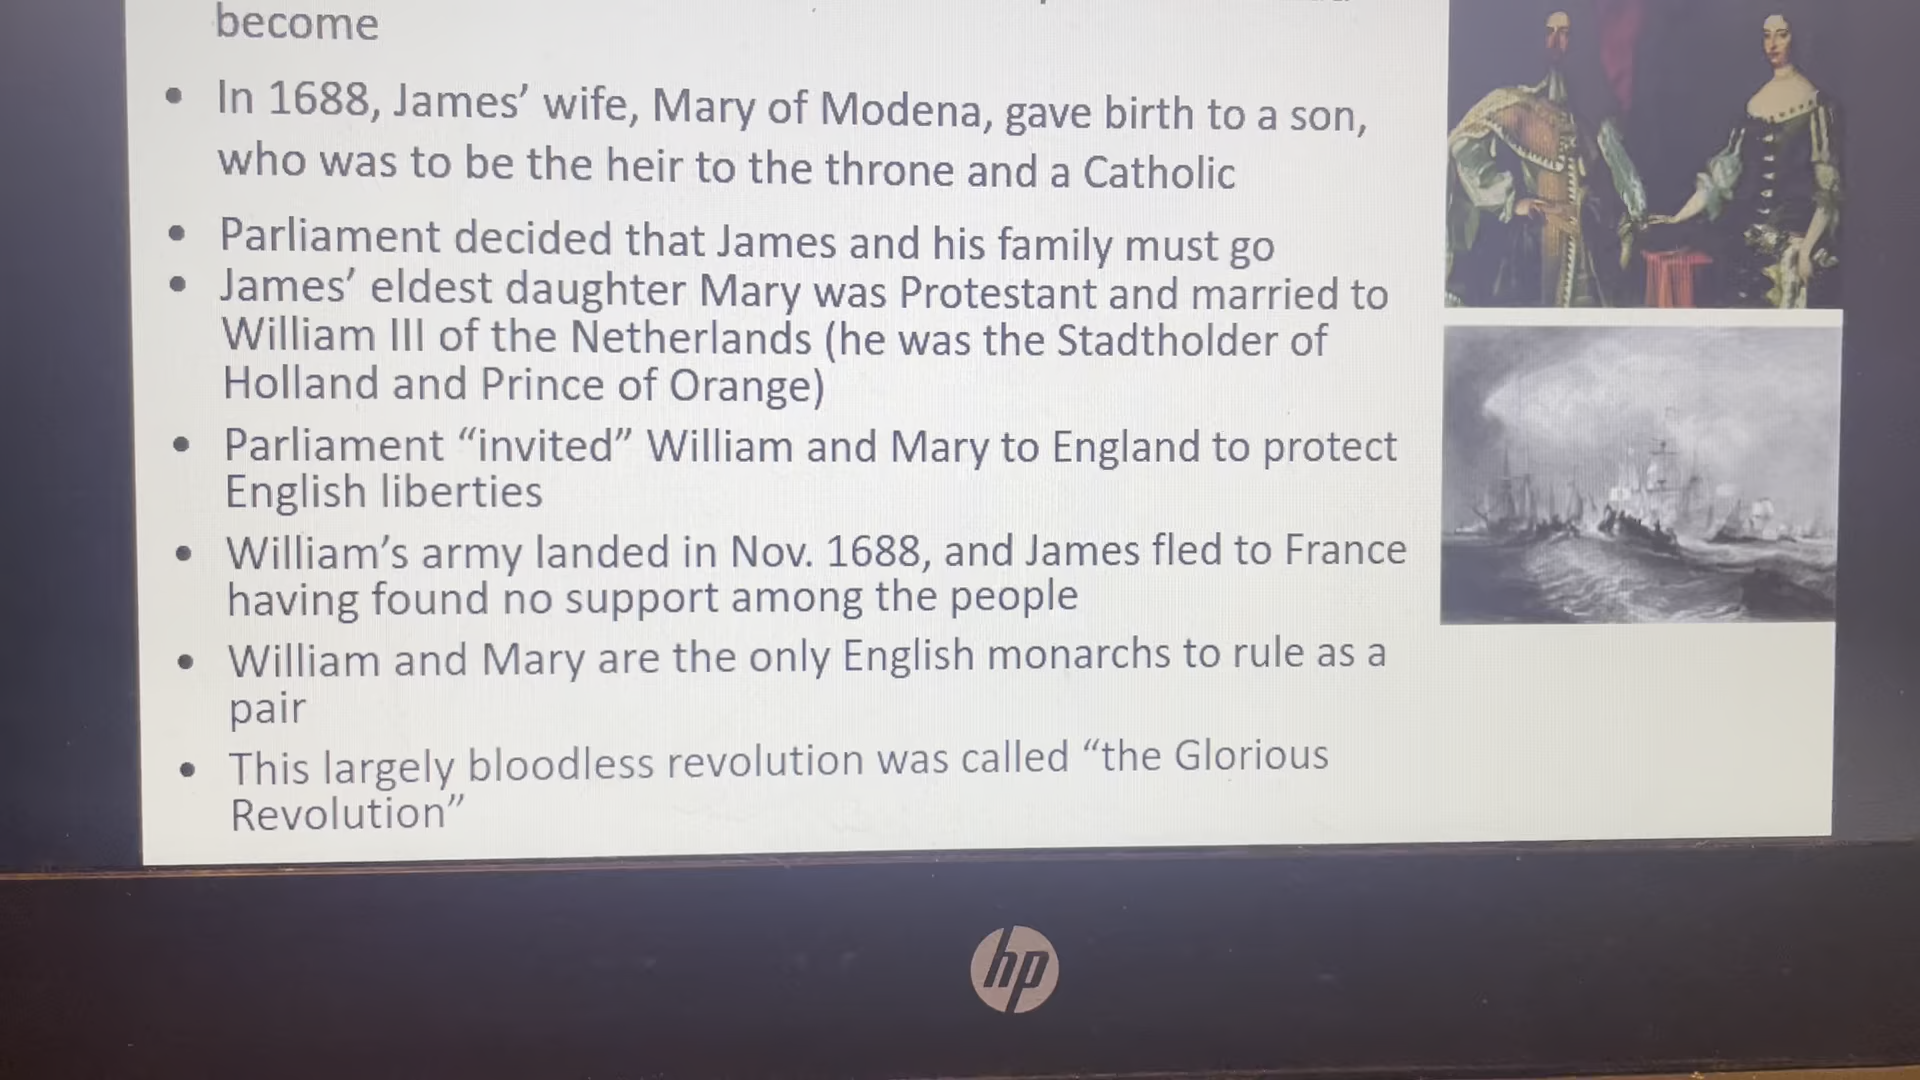 become
• In 1688, James’ wife, Mary of Modena, gave birth to a son,
who was to be the heir to the throne and a Catholic
• Parliament decided that James and his family must go
• James’ eldest daughter Mary was Protestant and married to
William III of the Netherlands (he was the Stadtholder of
Holland and Prince of Orange)
• Parliament “invited” William and Mary to England to protect
English liberties
• William’s army landed in Nov. 1688, and James fled to France
having found no support among the people
• William and Mary are the only English monarchs to rule as a
pair
• This largely bloodless revolution was called “the Glorious
Revolution”
hp